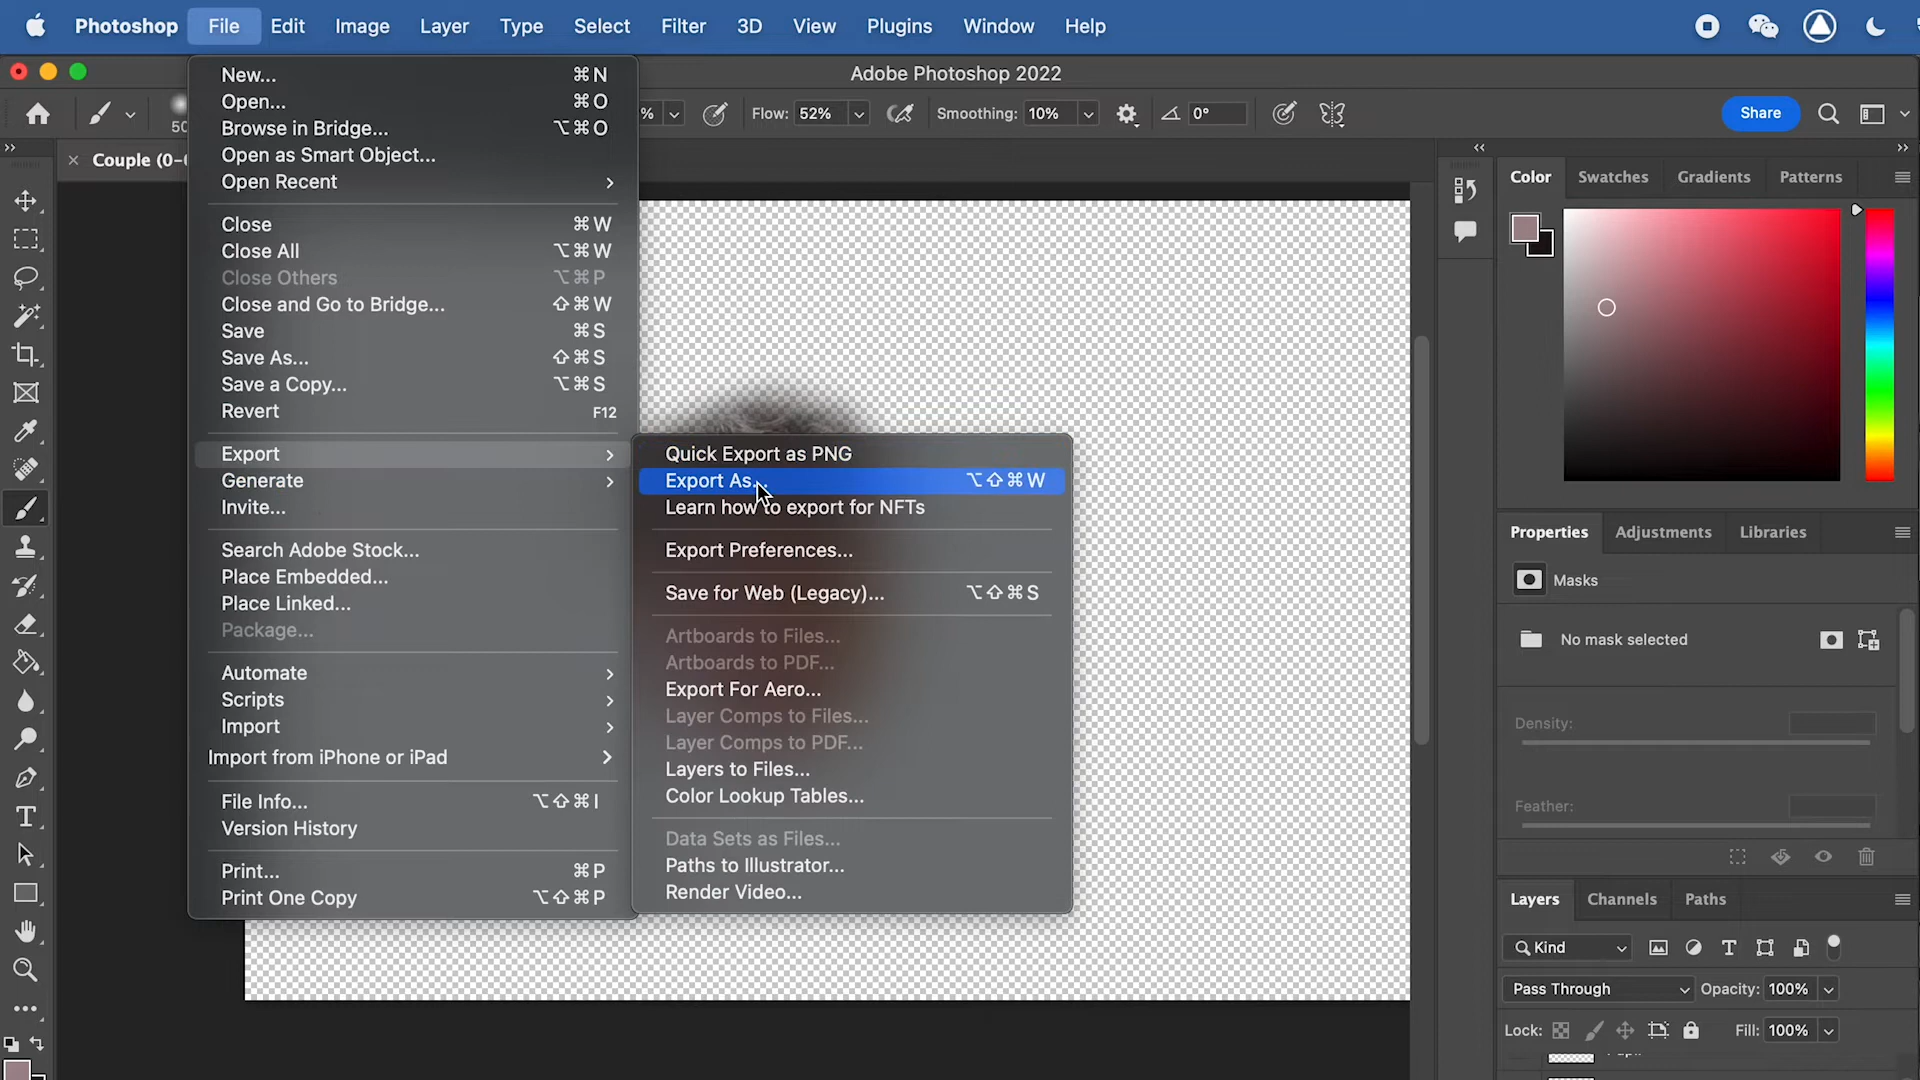 Photoshop File Edit Image Layer Type Select Filter 3D View Plugins Window Help
Adobe Photoshop 2022
50
%
Flow: 52%
Smoothing: 10%
0°
Share
Couple (0-
New... ⌘N
Open... ⌘O
Browse in Bridge... ⌥⌘O
Open as Smart Object...
Open Recent
Close ⌘W
Close All ⌥⌘W
Close Others ⌥⌘P
Close and Go to Bridge... ⇧⌘W
Save ⌘S
Save As... ⇧⌘S
Save a Copy... ⌥⌘S
Revert F12
Export
Generate
Invite...
Search Adobe Stock...
Place Embedded...
Place Linked...
Package...
Automate
Scripts
Import
Import from iPhone or iPad
File Info... ⌥⇧⌘I
Version History
Print... ⌘P
Print One Copy ⌥⇧⌘P
Quick Export as PNG
Export As... ⌥⇧⌘W
Learn how to export for NFTs
Export Preferences...
Save for Web (Legacy)... ⌥⇧⌘S
Artboards to Files...
Artboards to PDF...
Export For Aero...
Layer Comps to Files...
Layer Comps to PDF...
Layers to Files...
Color Lookup Tables...
Data Sets as Files...
Paths to Illustrator...
Render Video...
Color Swatches Gradients Patterns
Properties Adjustments Libraries
Masks
No mask selected
Density:
Feather:
Layers Channels Paths
Kind
Pass Through Opacity: 100%
Lock: Fill: 100%